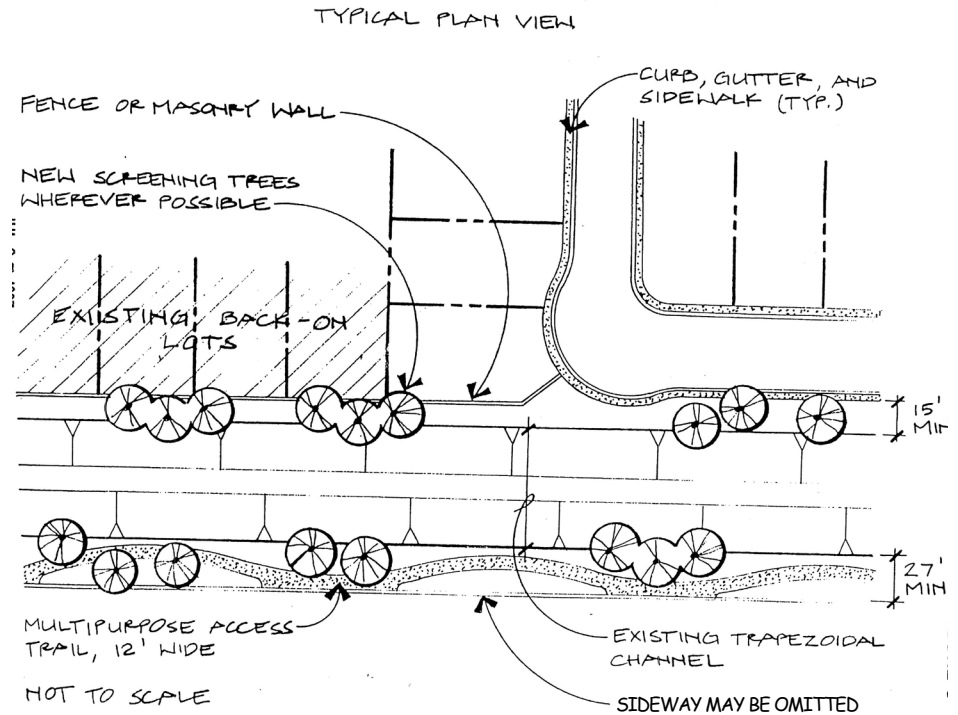 TYPICAL PLAN VIEW
CURB, GUTTER, AND
SIDEWALK (TYP.)
FENCE OR MASONRY WALL
NEW SCREENING TREES
WHEREVER POSSIBLE
EXIISTING BACK-ON
LOTS
15'
MIN
27'
MIN
MULTIPURPOSE ACCESS
TRAIL, 12' WIDE
EXISTING TRAPEZOIDAL
CHANNEL
NOT TO SCALE
SIDEWAY MAY BE OMITTED